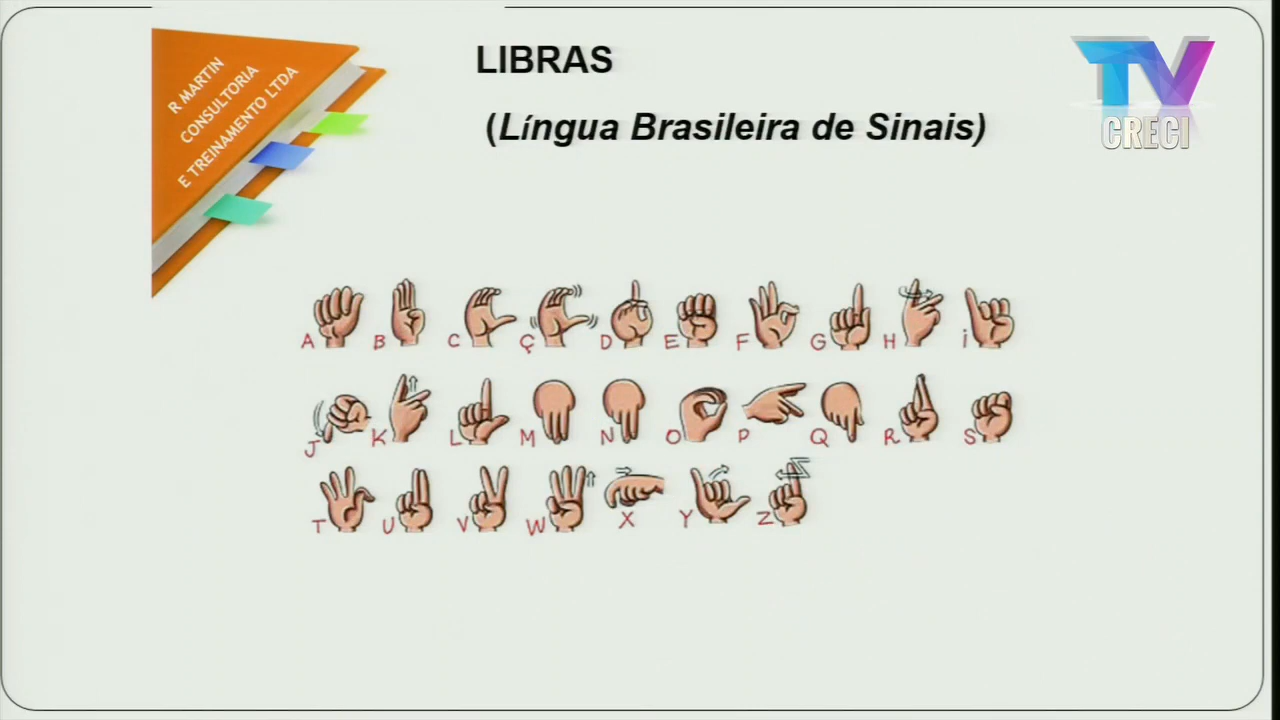 R MARTIN
CONSULTORIA
E TREINAMENTO LTDA
LIBRAS
(Língua Brasileira de Sinais)
TV
CRECI
A B C Ç D E F G H İ
J K L M N O P Q R S
T U V W X Y Z